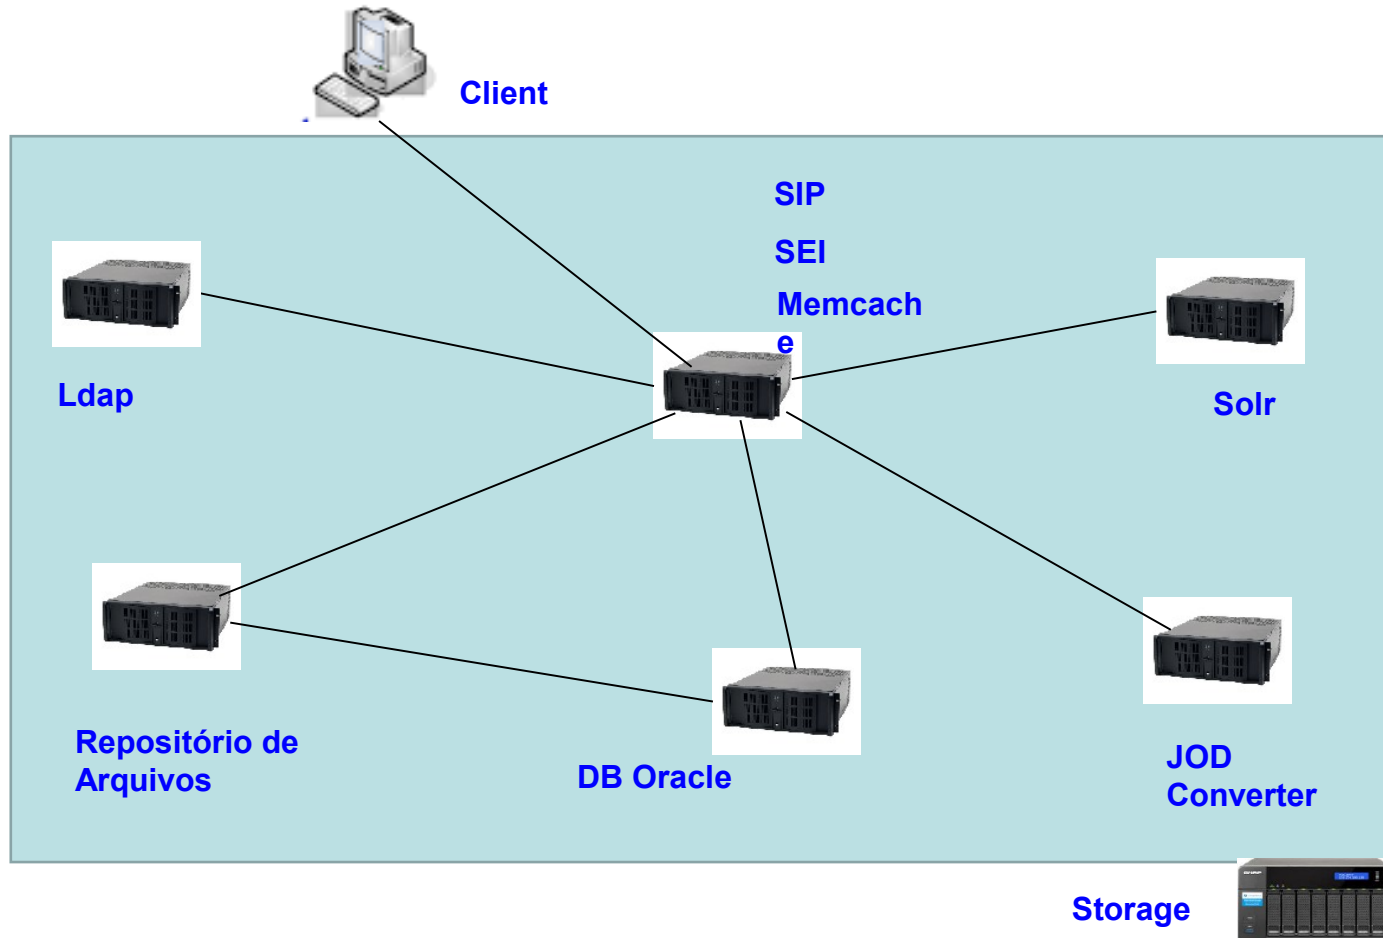 Client
SIP
SEI
Memcach
e
Ldap
Solr
Repositório de
Arquivos
DB Oracle
JOD
Converter
Storage